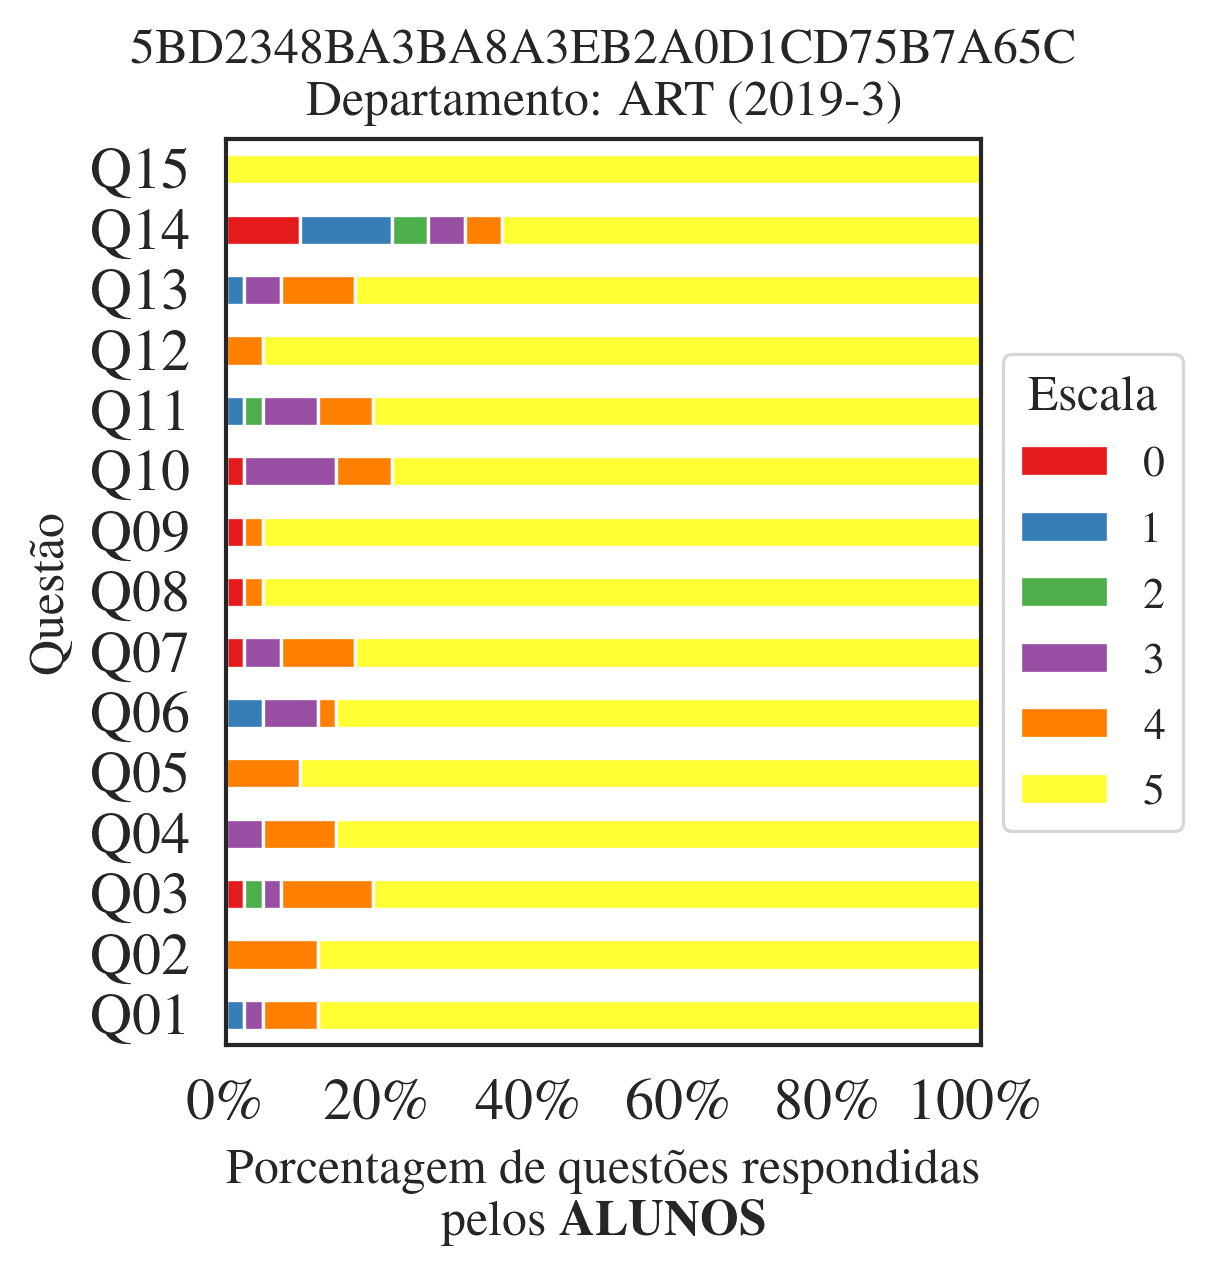 5BD2348BA3BA8A3EB2A0D1CD75B7A65C
Departamento: ART (2019-3)
Questão
Q15
Q14
Q13
Q12
Q11
Q10
Q09
Q08
Q07
Q06
Q05
Q04
Q03
Q02
Q01
0% 20% 40% 60% 80% 100%
Porcentagem de questões respondidas
pelos ALUNOS
Escala
0
1
2
3
4
5